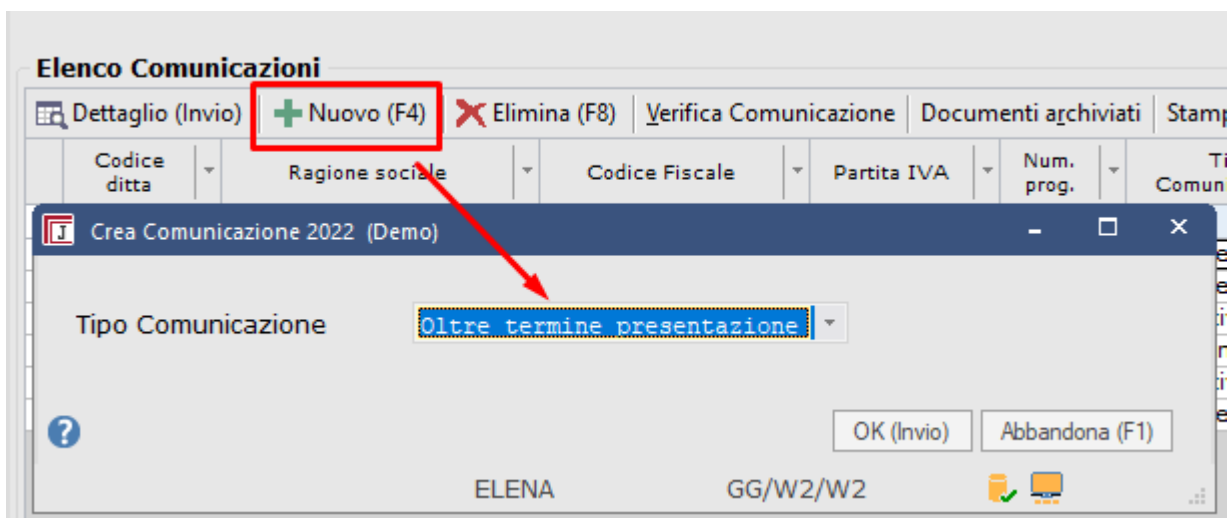 Elenco Comunicazioni
Dettaglio (Invio) Nuovo (F4) Elimina (F8) Verifica Comunicazione Documenti archiviati
Codice ditta Ragione sociale Codice Fiscale Partita IVA Num. prog.
J Crea Comunicazione 2022 (Demo)
Tipo Comunicazione Oltre termine presentazione
? OK (Invio) Abbandona (F1)
ELENA GG/W2/W2